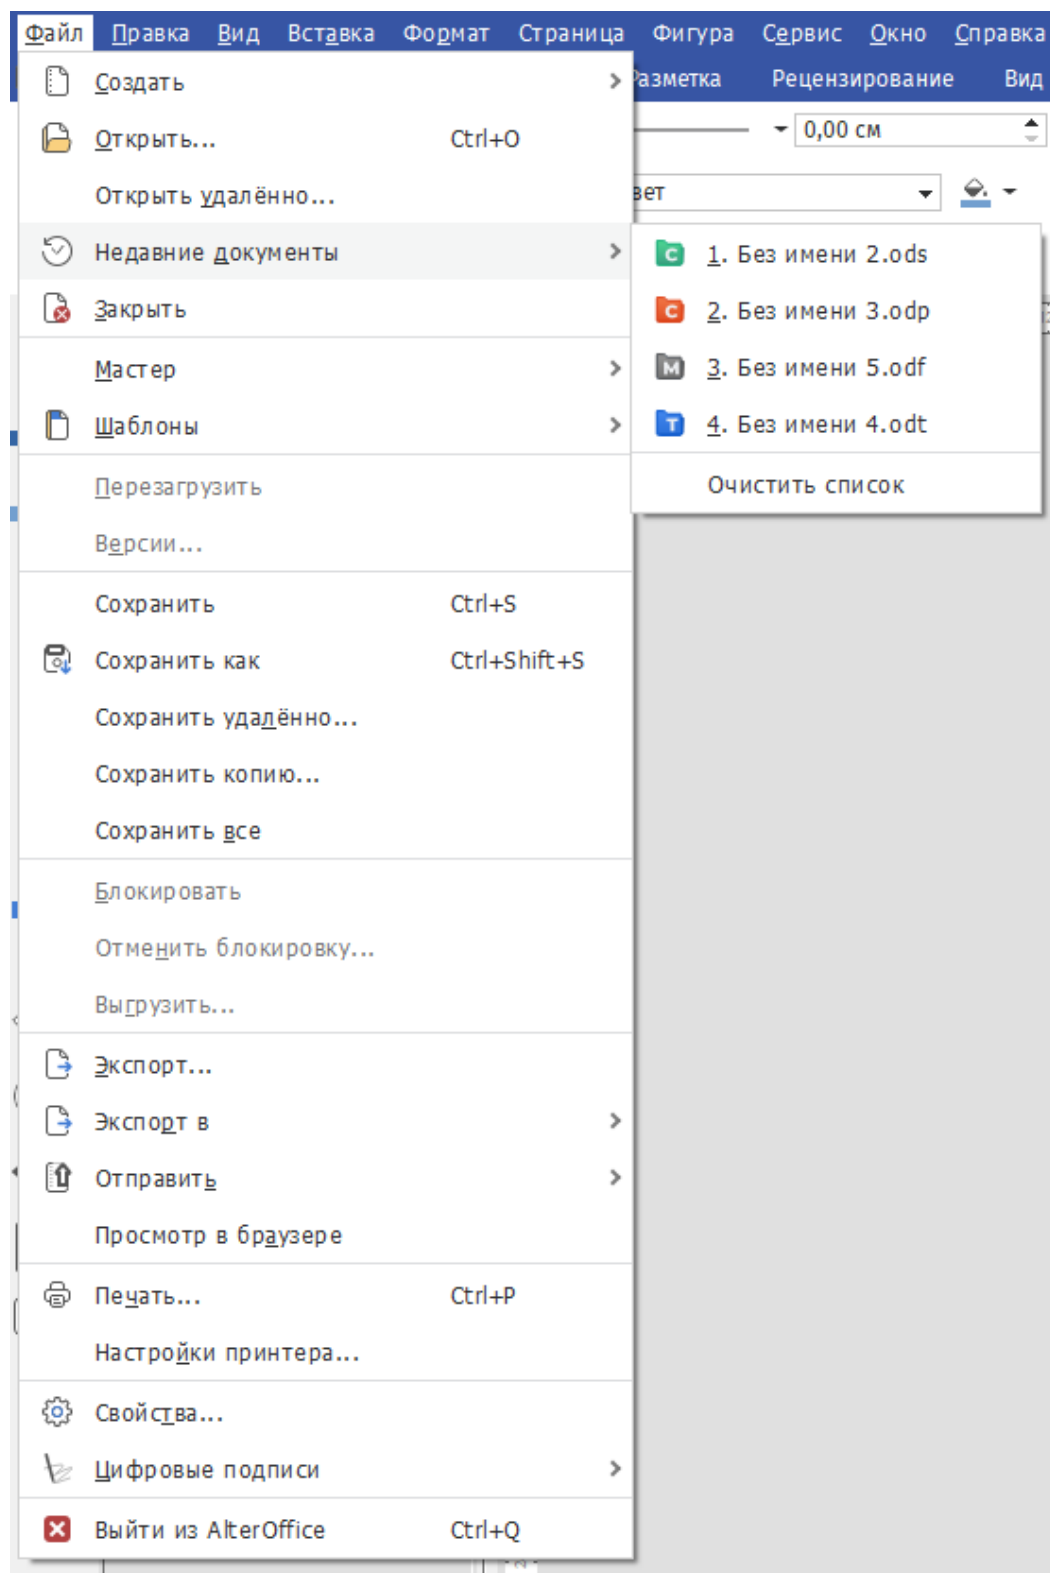 Файл Правка Вид Вставка Формат Страница Фигура Сервис Окно Справка
Разметка Рецензирование Вид
0,00 см
Создать
Открыть... Ctrl+O
Открыть удалённо...
Недавние документы
Закрыть
Мастер
Шаблоны
Перезагрузить
Версии...
Сохранить Ctrl+S
Сохранить как Ctrl+Shift+S
Сохранить удалённо...
Сохранить копию...
Сохранить все
Блокировать
Отменить блокировку...
Выгрузить...
Экспорт...
Экспорт в
Отправить
Просмотр в браузере
Печать... Ctrl+P
Настройки принтера...
Свойства...
Цифровые подписи
Выйти из AlterOffice Ctrl+Q
C 1. Без имени 2.ods
C 2. Без имени 3.odp
M 3. Без имени 5.odf
T 4. Без имени 4.odt
Очистить список